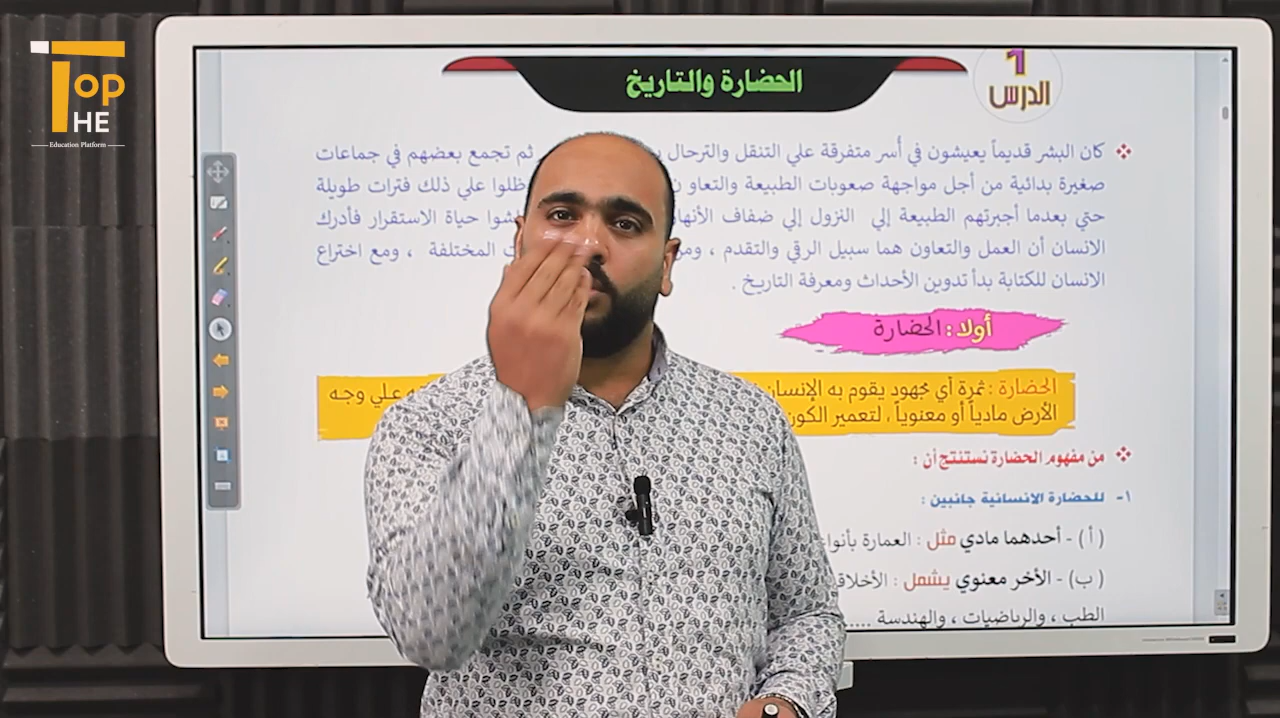 The Top
Education Platform
الدرس 1
الحضارة والتاريخ
كان البشر قديماً يعيشون في أسر متفرقة علي التنقل والترحال ثم تجمع بعضهم في جماعات
صغيرة بدائية من أجل مواجهة صعوبات الطبيعة والتعاو ظلوا علي ذلك فترات طويلة
حتي بعدما أجبرتهم الطبيعة إلي النزول إلي ضفاف الأنها شوا حياة الاستقرار فأدرك
الانسان أن العمل والتعاون هما سبيل الرقي والتقدم ، المختلفة ، ومع اختراع
الانسان للكتابة بدأ تدوين الأحداث ومعرفة التاريخ .
أولا : الحضارة
الحضارة : ثمرة أي مجهود يقوم به الإنسان علي وجه
الأرض مادياً أو معنوياً ، لتعمير الكون
من مفهوم الحضارة نستنتج أن :
١- للحضارة الانسانية جانبين :
( أ ) - أحدهما مادي مثل : العمارة بأنوا
( ب) - الأخر معنوي يشمل : الأخلاق
الطب ، والرياضيات ، والهندسة ....